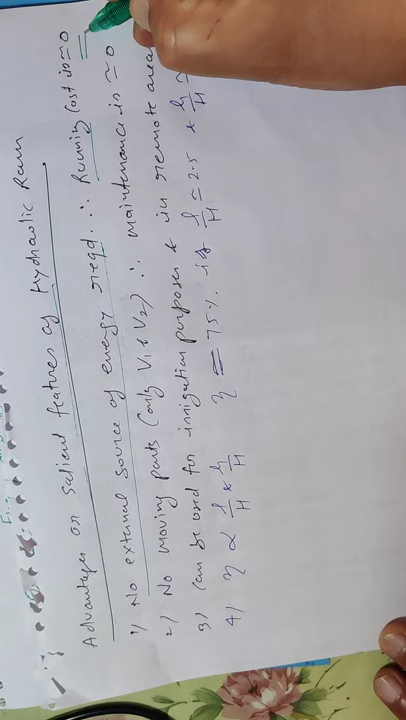 Advantages or salient features of Hydraulic Ram
1) No external source of energy reqd. ∴ Running Cost is ≃ 0
2) No moving parts (only V1 & V2) ∴ maintenance is ≃ 0
3) Can be used for irrigation purposes & in remote area
4) η ∝ l/H & h/H η = 75% if l/H = 2.5 & h/H =